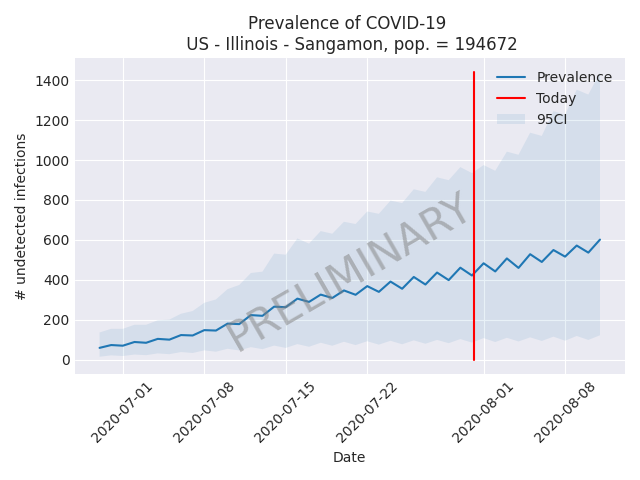 Prevalence of COVID-19
US - Illinois - Sangamon, pop. = 194672
# undetected infections
1400
1200
1000
800
600
400
200
0
Prevalence
Today
95CI
PRELIMINARY
2020-07-01
2020-07-08
2020-07-15
2020-07-22
2020-08-01
2020-08-08
Date